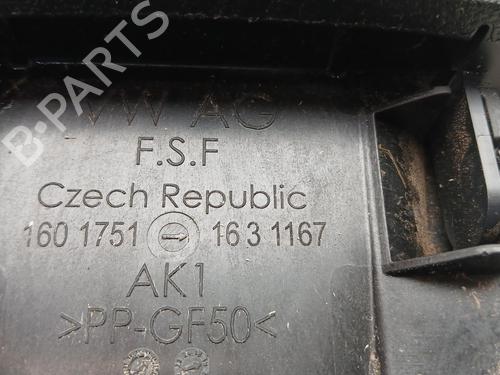 B-PARTS
VW AG
F.S.F
Czech Republic
160 1751 16 3 1167
AK1
>PP-GF50<